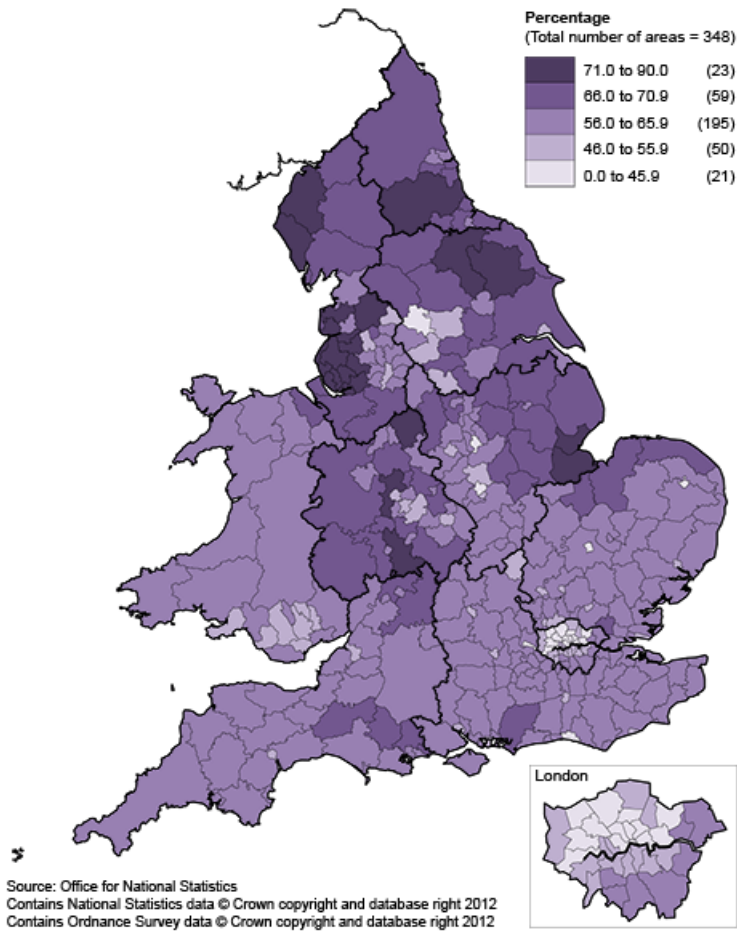 Percentage
(Total number of areas = 348)
71.0 to 90.0 (23)
66.0 to 70.9 (59)
56.0 to 65.9 (195)
46.0 to 55.9 (50)
0.0 to 45.9 (21)
London
Source: Office for National Statistics
Contains National Statistics data © Crown copyright and database right 2012
Contains Ordnance Survey data © Crown copyright and database right 2012